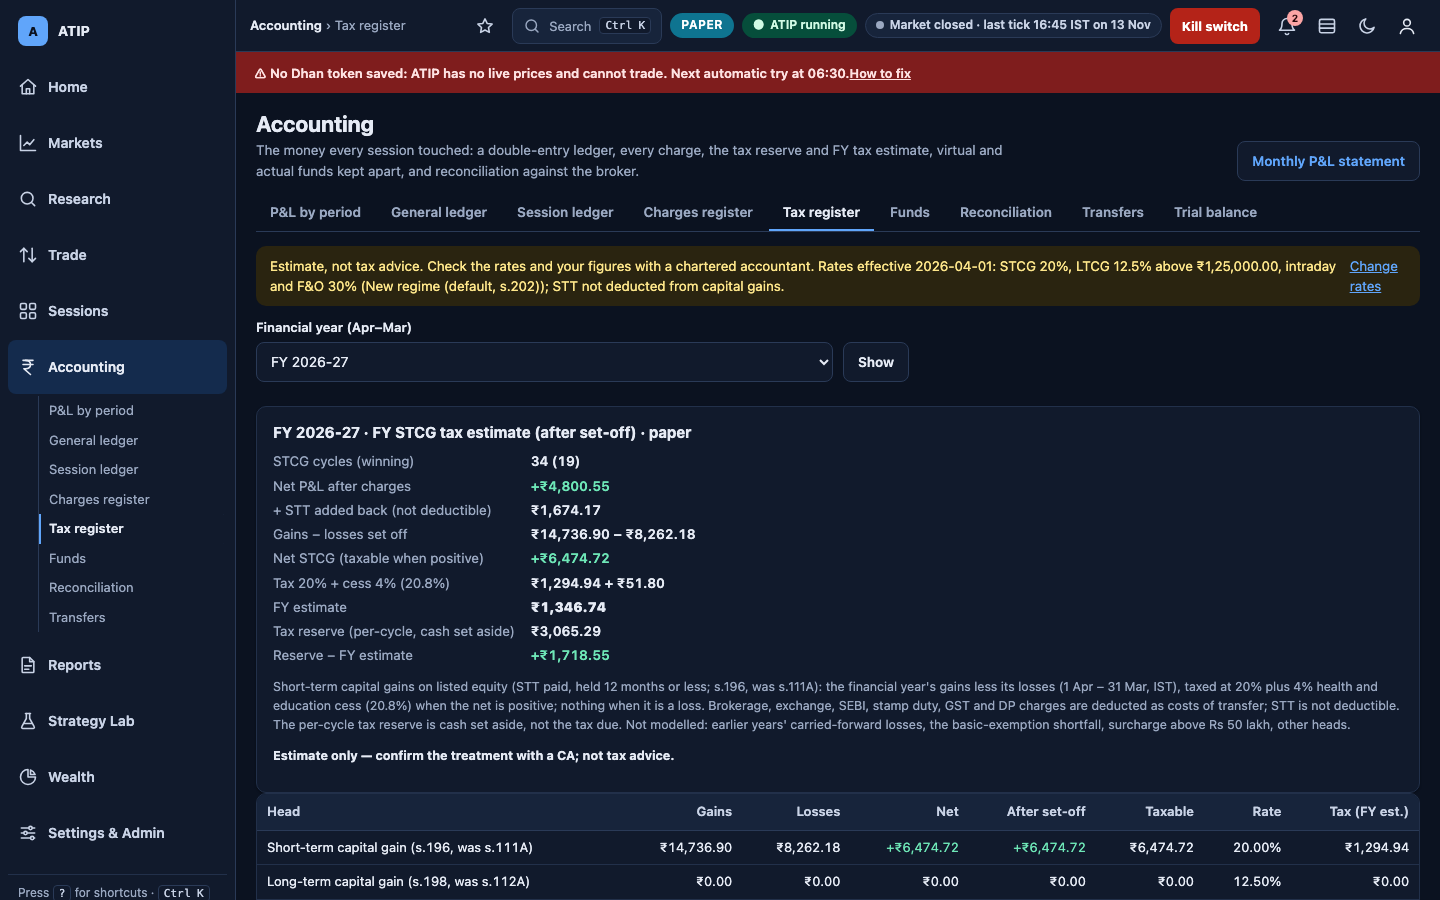 A ATIP
Home
Markets
Research
Trade
Sessions
Accounting
P&L by period
General ledger
Session ledger
Charges register
Tax register
Funds
Reconciliation
Transfers
Reports
Strategy Lab
Wealth
Settings & Admin
Press ? for shortcuts · Ctrl K
Accounting › Tax register
Search Ctrl K
PAPER
ATIP running
Market closed · last tick 16:45 IST on 13 Nov
Kill switch
2
⚠ No Dhan token saved: ATIP has no live prices and cannot trade. Next automatic try at 06:30.How to fix
Accounting
The money every session touched: a double-entry ledger, every charge, the tax reserve and FY tax estimate, virtual and
actual funds kept apart, and reconciliation against the broker.
Monthly P&L statement
P&L by period General ledger Session ledger Charges register Tax register Funds Reconciliation Transfers Trial balance
Estimate, not tax advice. Check the rates and your figures with a chartered accountant. Rates effective 2026-04-01: STCG 20%, LTCG 12.5% above ₹1,25,000.00, intraday
and F&O 30% (New regime (default, s.202)); STT not deducted from capital gains.
Change
rates
Financial year (Apr–Mar)
FY 2026-27
Show
FY 2026-27 · FY STCG tax estimate (after set-off) · paper
STCG cycles (winning) 34 (19)
Net P&L after charges +₹4,800.55
+ STT added back (not deductible) ₹1,674.17
Gains – losses set off ₹14,736.90 – ₹8,262.18
Net STCG (taxable when positive) +₹6,474.72
Tax 20% + cess 4% (20.8%) ₹1,294.94 + ₹51.80
FY estimate ₹1,346.74
Tax reserve (per-cycle, cash set aside) ₹3,065.29
Reserve – FY estimate +₹1,718.55
Short-term capital gains on listed equity (STT paid, held 12 months or less; s.196, was s.111A): the financial year's gains less its losses (1 Apr – 31 Mar, IST), taxed at 20% plus 4% health and
education cess (20.8%) when the net is positive; nothing when it is a loss. Brokerage, exchange, SEBI, stamp duty, GST and DP charges are deducted as costs of transfer; STT is not deductible.
The per-cycle tax reserve is cash set aside, not the tax due. Not modelled: earlier years' carried-forward losses, the basic-exemption shortfall, surcharge above Rs 50 lakh, other heads.
Estimate only — confirm the treatment with a CA; not tax advice.
Head Gains Losses Net After set-off Taxable Rate Tax (FY est.)
Short-term capital gain (s.196, was s.111A) ₹14,736.90 ₹8,262.18 +₹6,474.72 +₹6,474.72 ₹6,474.72 20.00% ₹1,294.94
Long-term capital gain (s.198, was s.112A) ₹0.00 ₹0.00 ₹0.00 ₹0.00 ₹0.00 12.50% ₹0.00